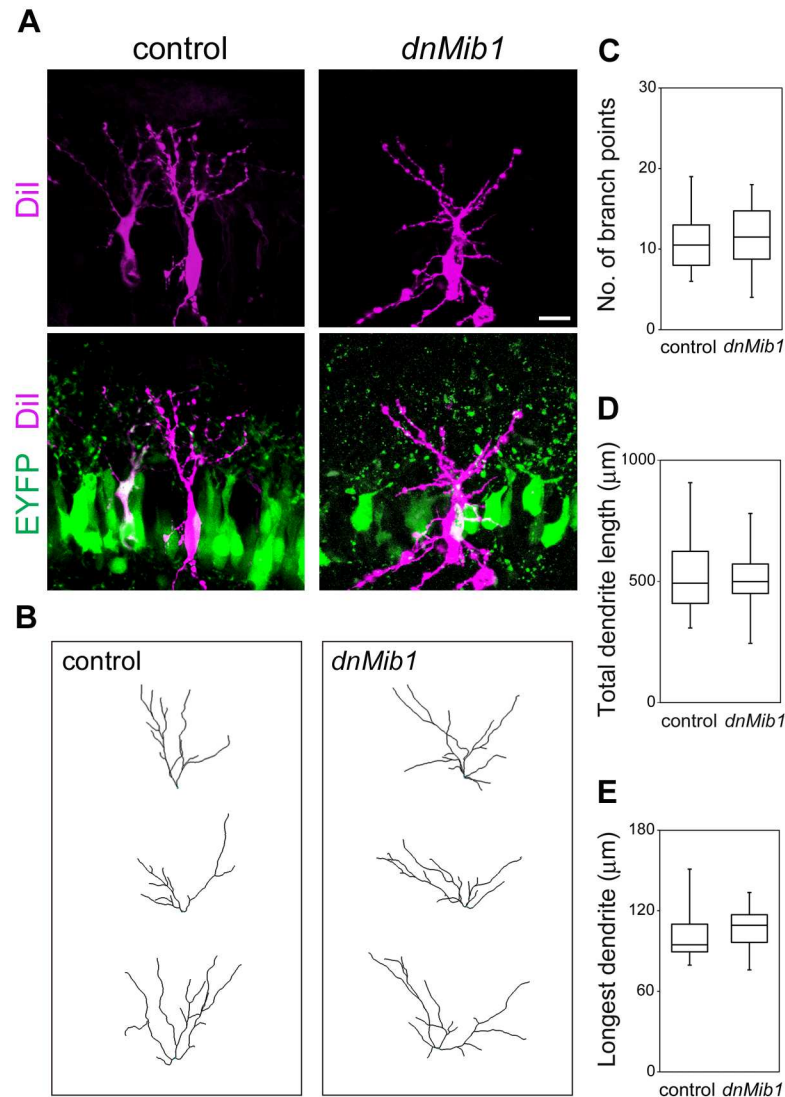 A
control
dnMib1
DiI
EYFP DiI
B
control
dnMib1
C
No. of branch points
30
20
10
0
control dnMib1
D
Total dendrite length (μm)
1000
500
0
control dnMib1
E
Longest dendrite (μm)
180
120
60
0
control dnMib1